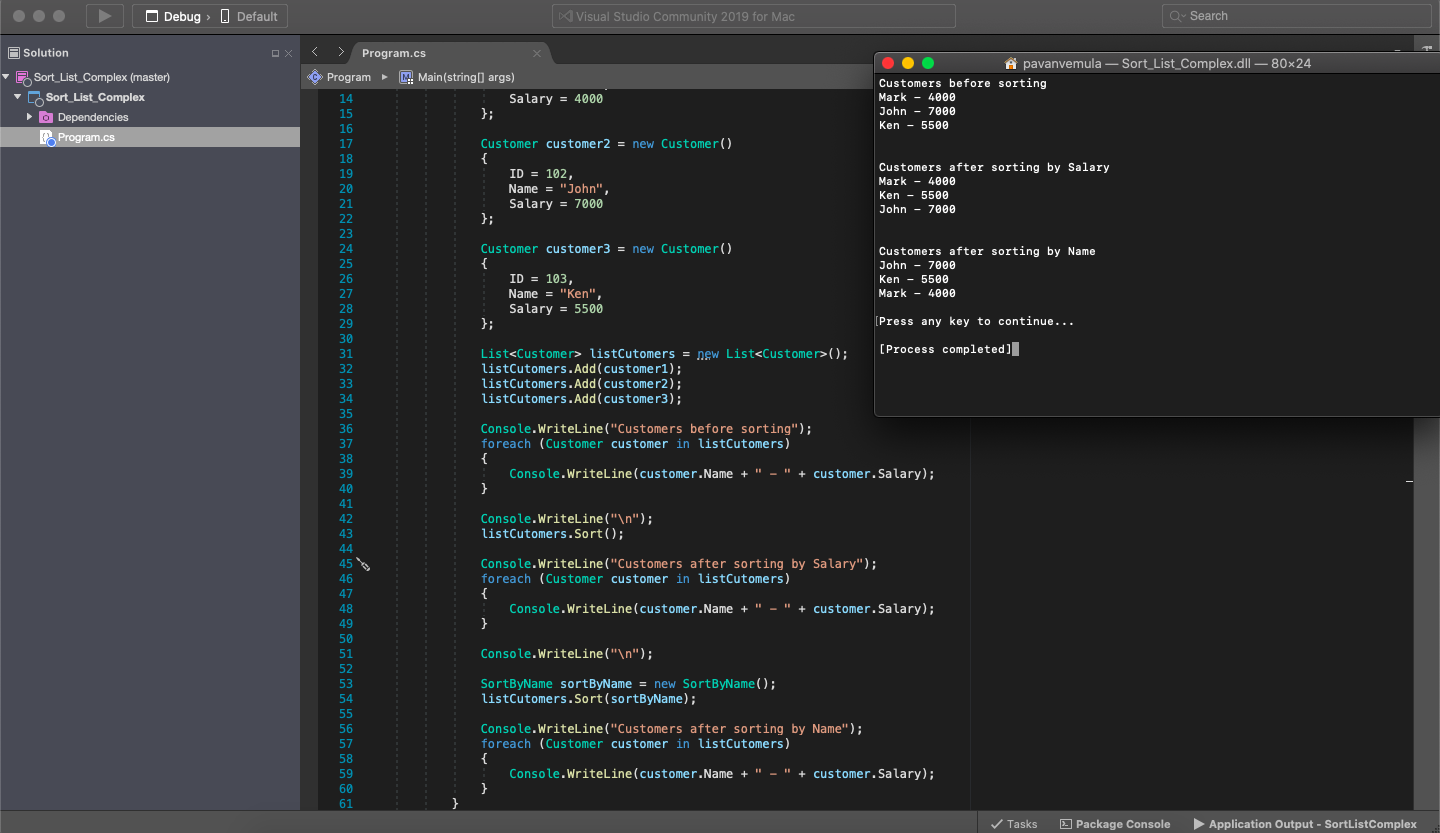 Debug › Default
Visual Studio Community 2019 for Mac
Search
Solution
Sort_List_Complex (master)
Sort_List_Complex
Dependencies
Program.cs
Program.cs
Program
Main(string[] args)
14 Salary = 4000
15 };
16
17 Customer customer2 = new Customer()
18 {
19 ID = 102,
20 Name = "John",
21 Salary = 7000
22 };
23
24 Customer customer3 = new Customer()
25 {
26 ID = 103,
27 Name = "Ken",
28 Salary = 5500
29 };
30
31 List<Customer> listCutomers = new List<Customer>();
32 listCutomers.Add(customer1);
33 listCutomers.Add(customer2);
34 listCutomers.Add(customer3);
35
36 Console.WriteLine("Customers before sorting");
37 foreach (Customer customer in listCutomers)
38 {
39 Console.WriteLine(customer.Name + " - " + customer.Salary);
40 }
41
42 Console.WriteLine("\n");
43 listCutomers.Sort();
44
45 Console.WriteLine("Customers after sorting by Salary");
46 foreach (Customer customer in listCutomers)
47 {
48 Console.WriteLine(customer.Name + " - " + customer.Salary);
49 }
50
51 Console.WriteLine("\n");
52
53 SortByName sortByName = new SortByName();
54 listCutomers.Sort(sortByName);
55
56 Console.WriteLine("Customers after sorting by Name");
57 foreach (Customer customer in listCutomers)
58 {
59 Console.WriteLine(customer.Name + " - " + customer.Salary);
60 }
61 }
pavanvemula — Sort_List_Complex.dll — 80×24
Customers before sorting
Mark - 4000
John - 7000
Ken - 5500
Customers after sorting by Salary
Mark - 4000
Ken - 5500
John - 7000
Customers after sorting by Name
John - 7000
Ken - 5500
Mark - 4000
Press any key to continue...
[Process completed]
Tasks
Package Console
Application Output - SortListComplex